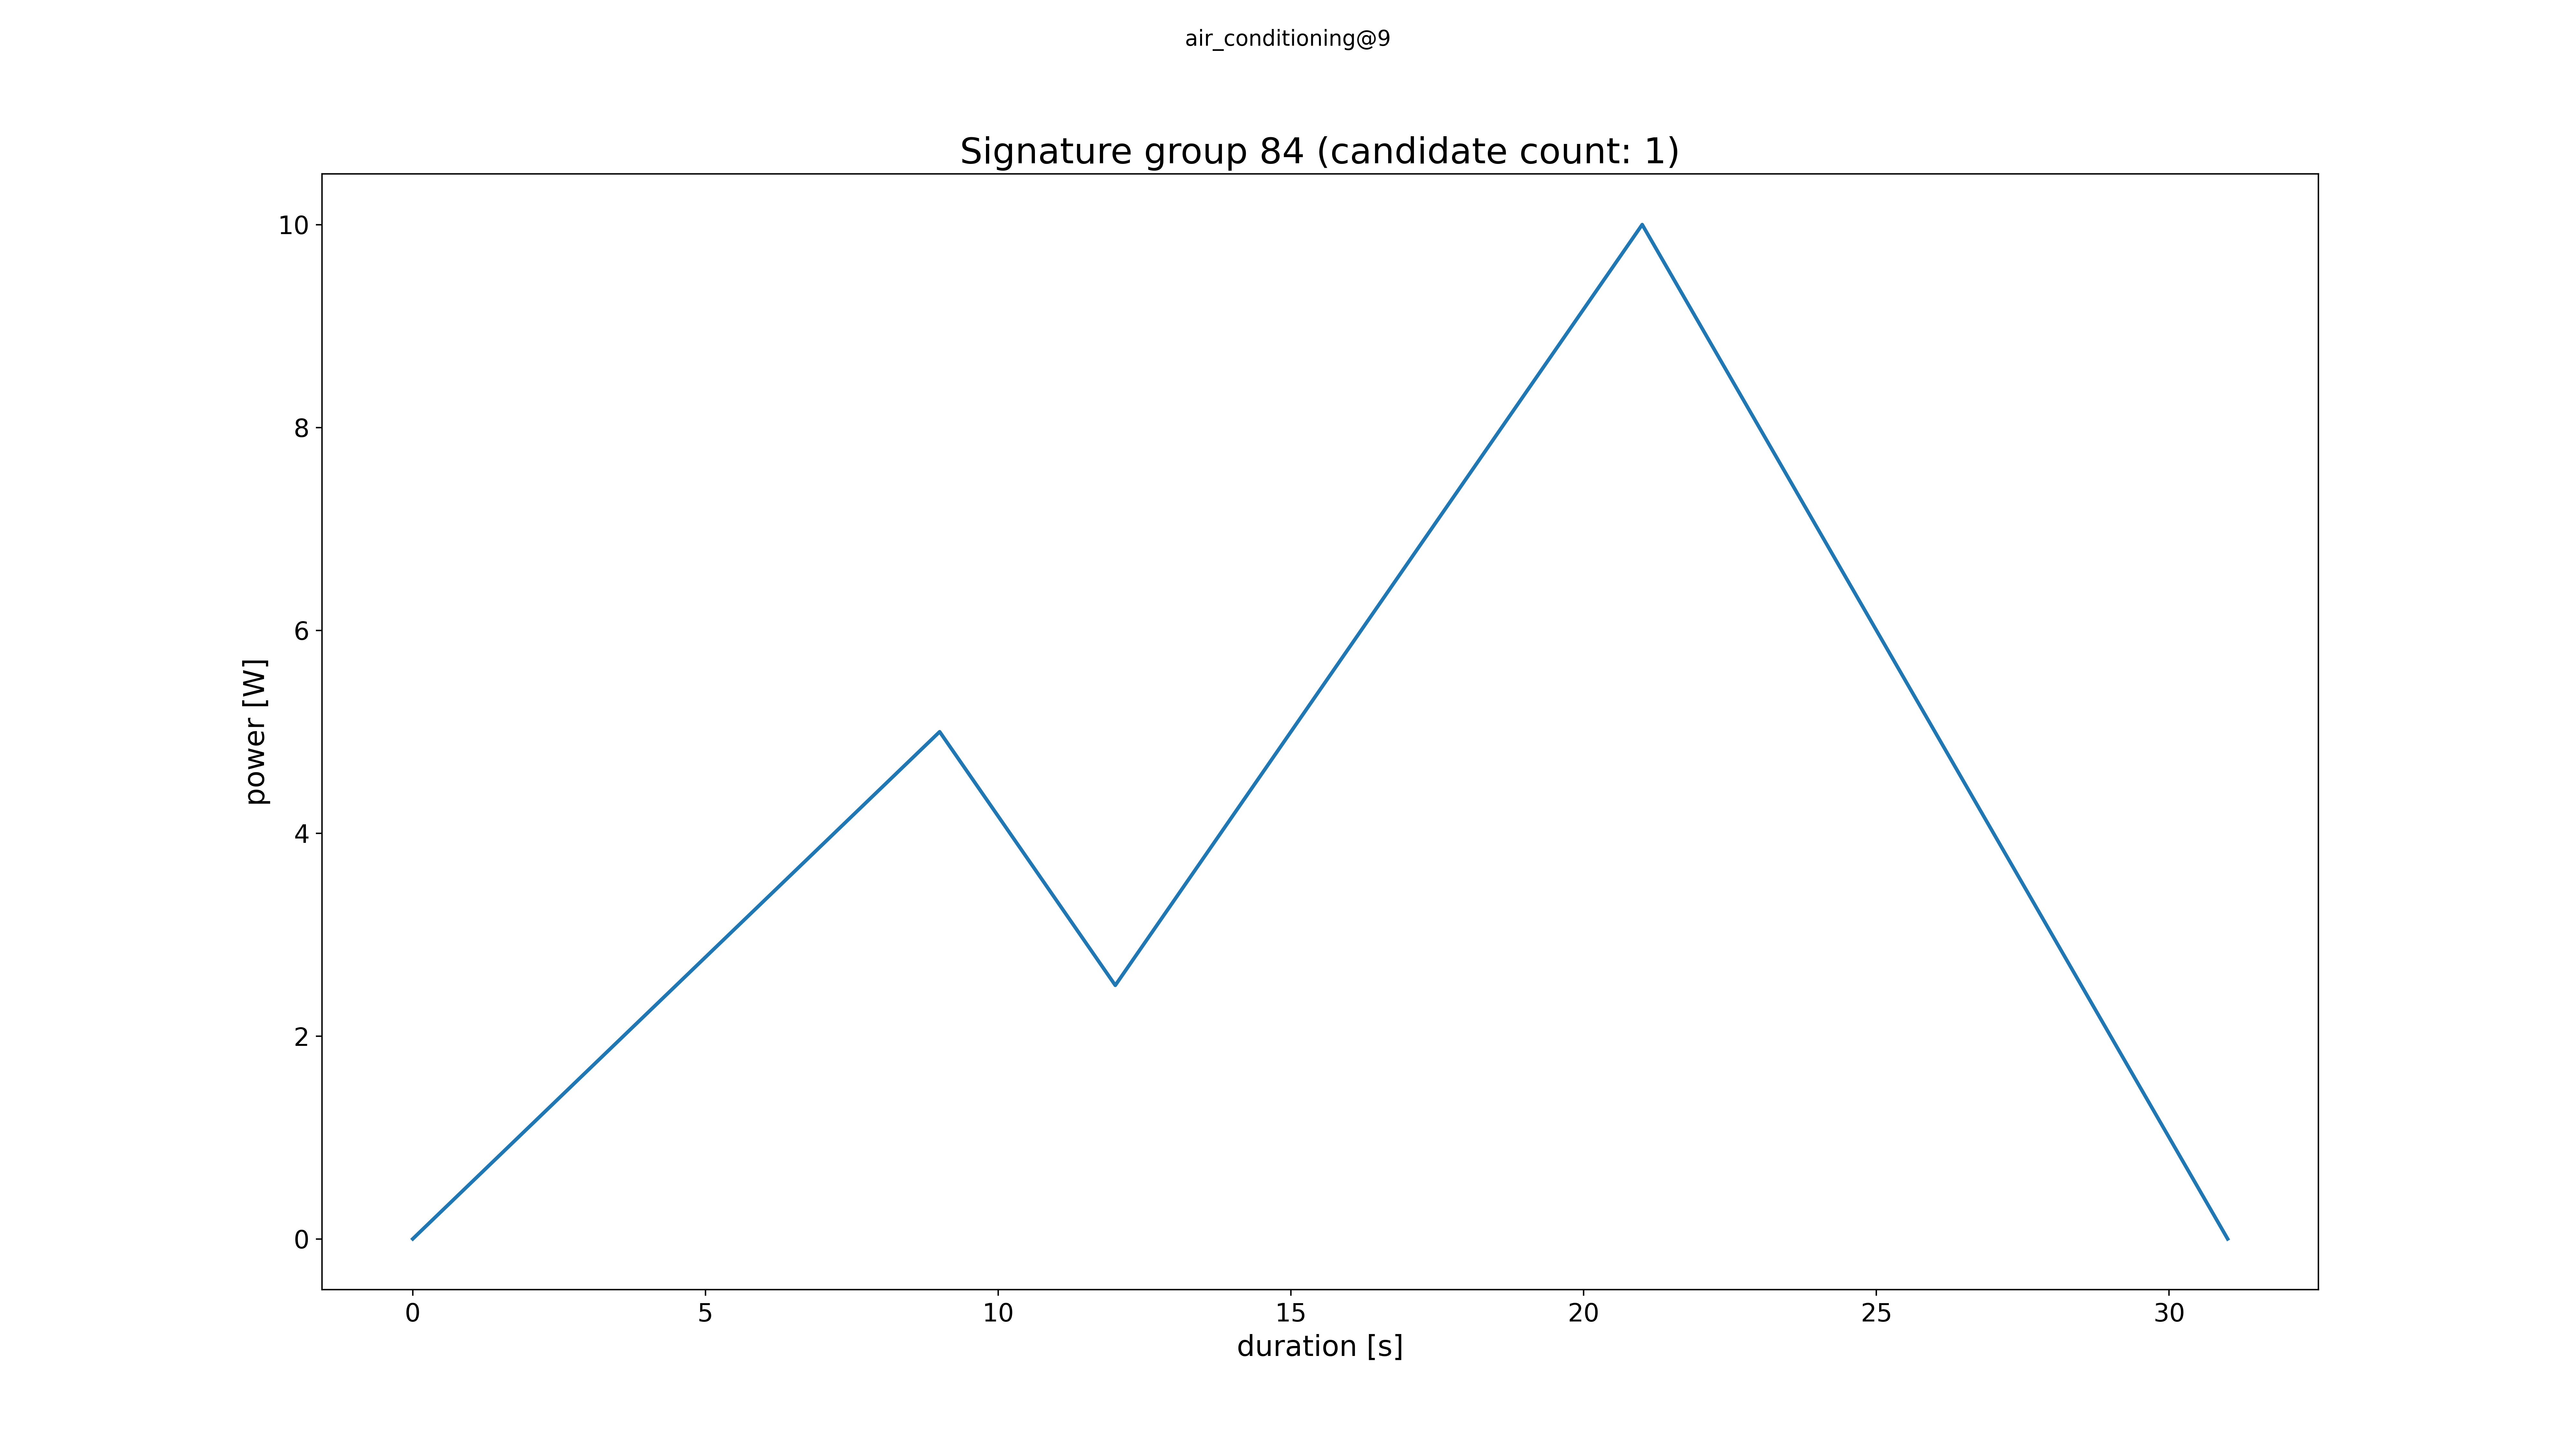 air_conditioning@9
Signature group 84 (candidate count: 1)
10
8
6
4
2
0
power [W]
0 5 10 15 20 25 30
duration [s]